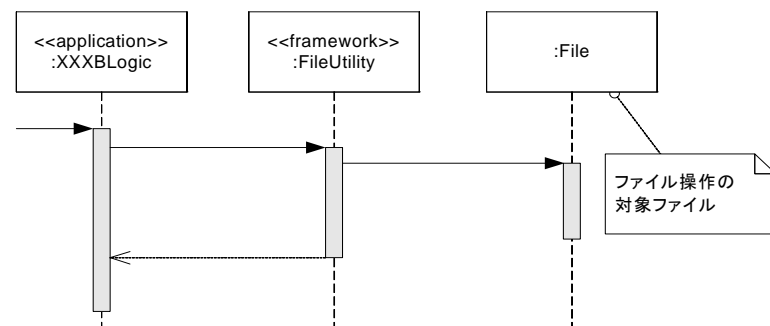 <<application>>
:XXXBLogic
<<framework>>
:FileUtility
:File
ファイル操作の
対象ファイル